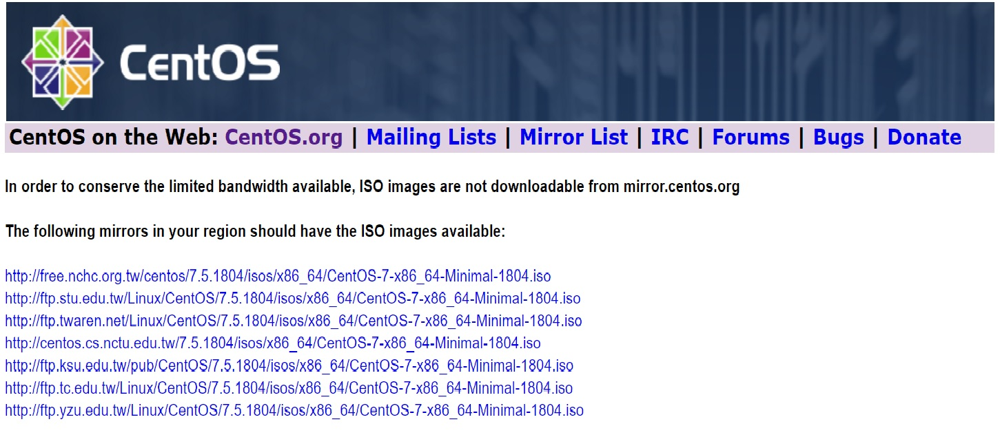 CentOS
CentOS on the Web: CentOS.org | Mailing Lists | Mirror List | IRC | Forums | Bugs | Donate
In order to conserve the limited bandwidth available, ISO images are not downloadable from mirror.centos.org
The following mirrors in your region should have the ISO images available:
http://free.nchc.org.tw/centos/7.5.1804/isos/x86_64/CentOS-7-x86_64-Minimal-1804.iso
http://ftp.stu.edu.tw/Linux/CentOS/7.5.1804/isos/x86_64/CentOS-7-x86_64-Minimal-1804.iso
http://ftp.twaren.net/Linux/CentOS/7.5.1804/isos/x86_64/CentOS-7-x86_64-Minimal-1804.iso
http://centos.cs.nctu.edu.tw/7.5.1804/isos/x86_64/CentOS-7-x86_64-Minimal-1804.iso
http://ftp.ksu.edu.tw/pub/CentOS/7.5.1804/isos/x86_64/CentOS-7-x86_64-Minimal-1804.iso
http://ftp.tc.edu.tw/Linux/CentOS/7.5.1804/isos/x86_64/CentOS-7-x86_64-Minimal-1804.iso
http://ftp.yzu.edu.tw/Linux/CentOS/7.5.1804/isos/x86_64/CentOS-7-x86_64-Minimal-1804.iso